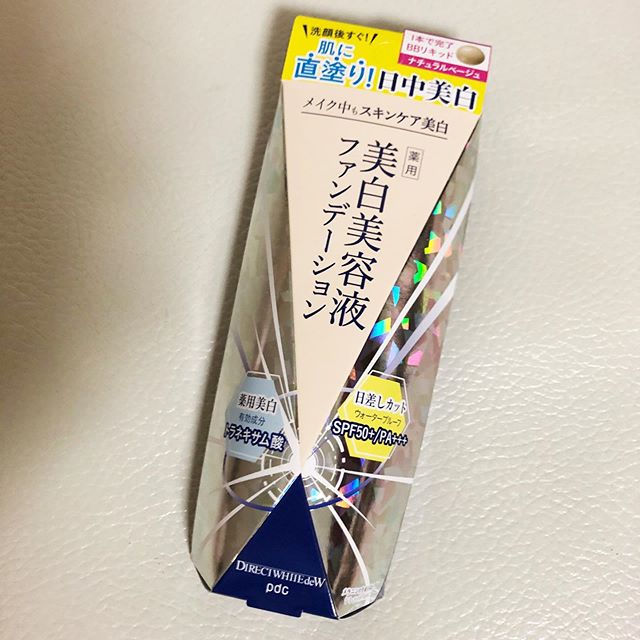 洗顔後すぐ!
肌に
直塗り!日中美白
1本で完了
BBリキッド
ナチュラルベージュ
メイク中もスキンケア美白
薬用
美白美容液
ファンデーション
薬用美白
有効成分
トラネキサム酸
日差しカット
ウォータープルーフ
SPF50+/PA+++
DIRECTWHITEdeW
pdc